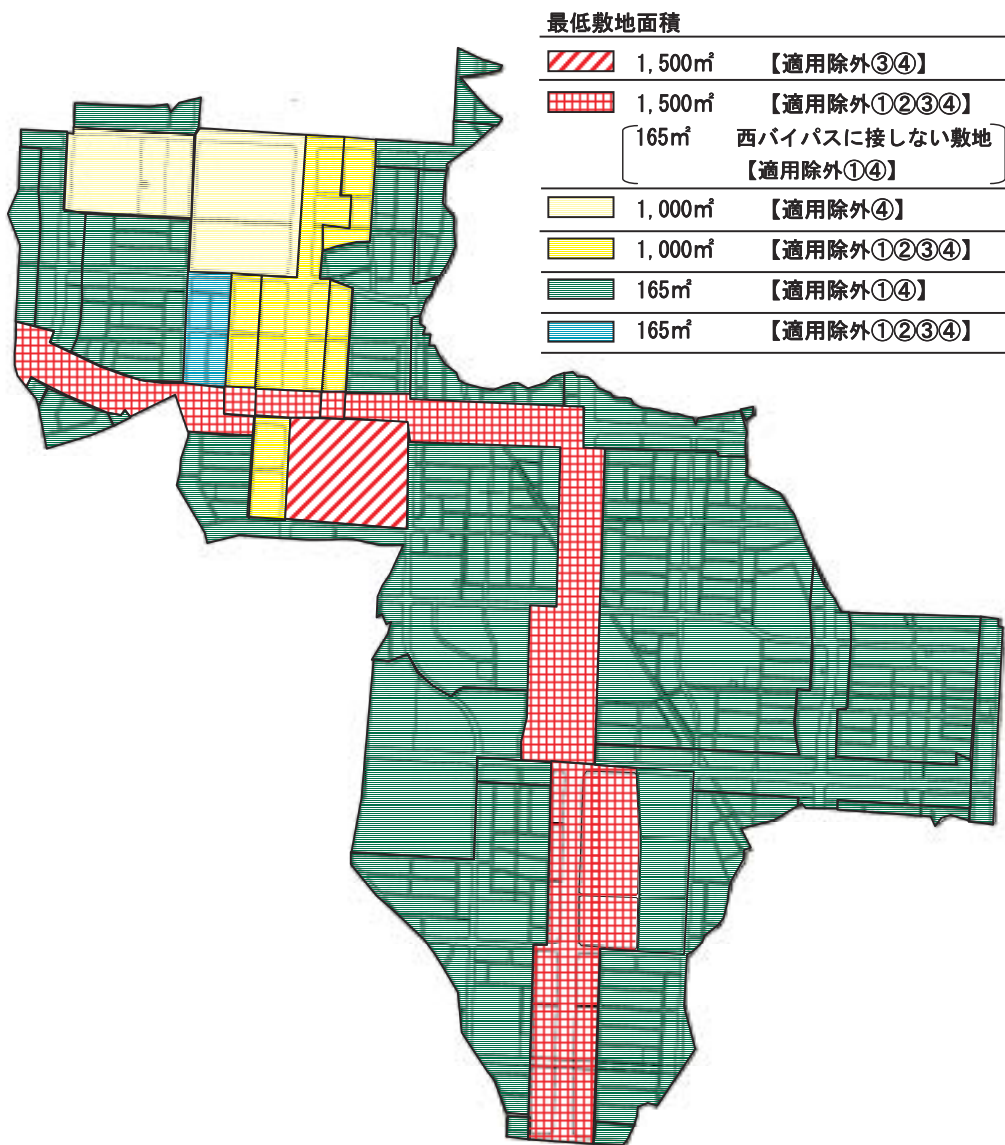 最低敷地面積
1,500㎡ 【適用除外③④】
1,500㎡ 【適用除外①②③④】
165㎡ 西バイパスに接しない敷地
【適用除外①④】
1,000㎡ 【適用除外④】
1,000㎡ 【適用除外①②③④】
165㎡ 【適用除外①④】
165㎡ 【適用除外①②③④】